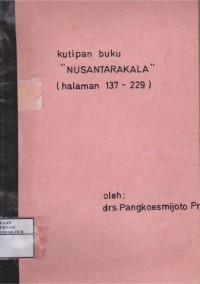 kutipan buku
"NUSANTARAKALA"
(halaman 137 - 229)
oleh:
drs. Pangkoesmijoto Pr